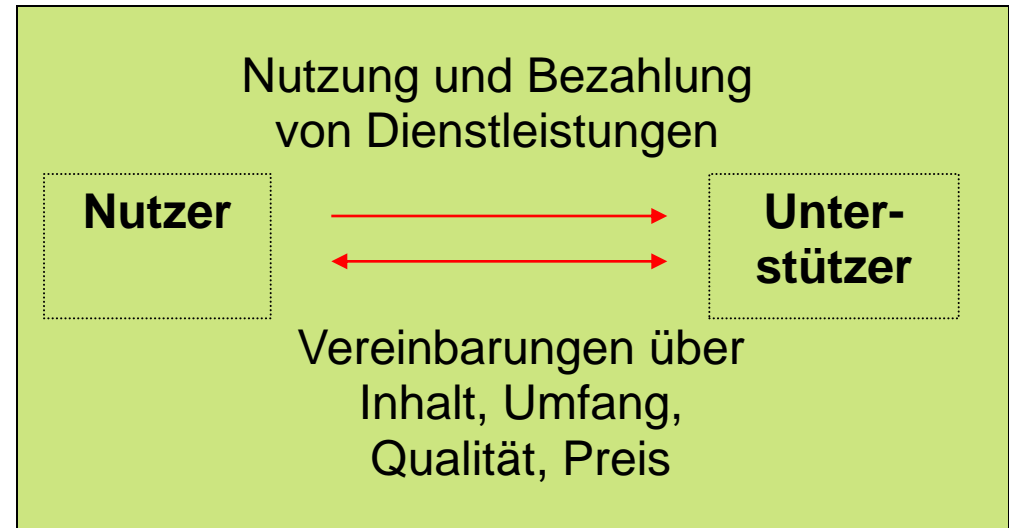 Nutzung und Bezahlung
von Dienstleistungen
Nutzer
Unter-
stützer
Vereinbarungen über
Inhalt, Umfang,
Qualität, Preis